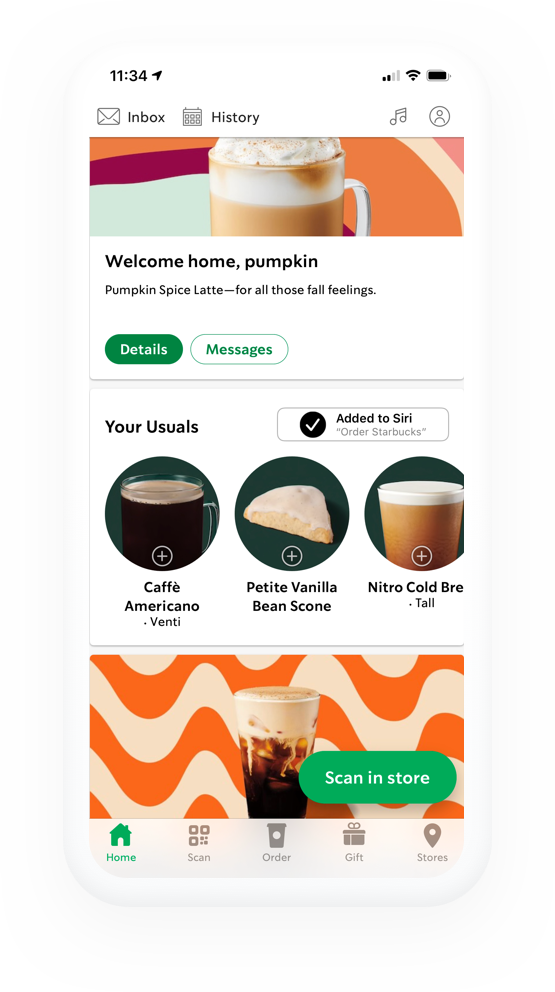 11:34
Inbox
History
Welcome home, pumpkin
Pumpkin Spice Latte—for all those fall feelings.
Details
Messages
Your Usuals
Added to Siri
"Order Starbucks"
Caffè
Americano
· Venti
Petite Vanilla
Bean Scone
Nitro Cold Bre
· Tall
Scan in store
Home
Scan
Order
Gift
Stores